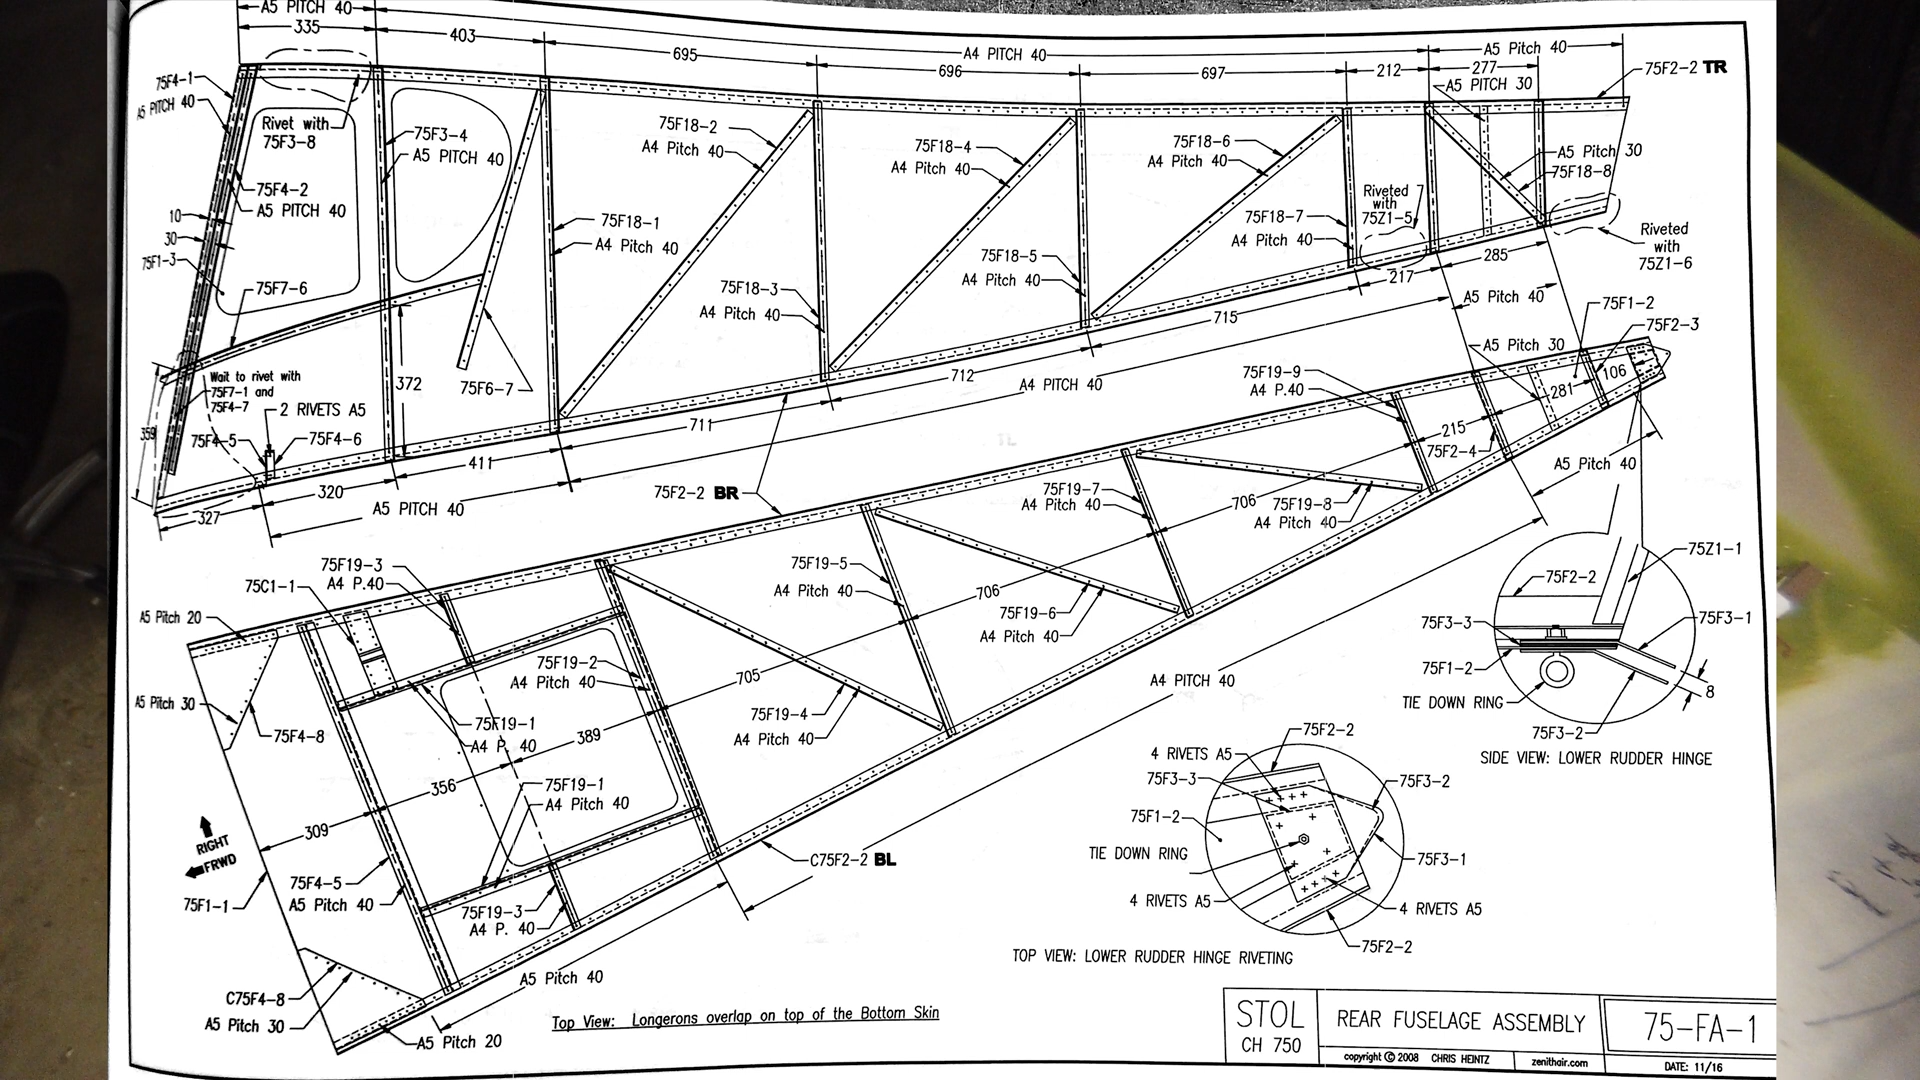 A5 PITCH 40
335
403
695
A4 PITCH 40
696
697
212
A5 Pitch 40
277
A5 PITCH 30
75F2-2 TR
75F4-1
A5 PITCH 40
Rivet with
75F3-8
75F3-4
A5 PITCH 40
75F18-2
A4 Pitch 40
75F18-4
A4 Pitch 40
75F18-6
A4 Pitch 40
A5 Pitch 30
75F18-8
75F4-2
A5 PITCH 40
10
30
75F1-3
75F7-6
75F18-1
A4 Pitch 40
75F18-3
A4 Pitch 40
75F18-5
A4 Pitch 40
75F18-7
A4 Pitch 40
Riveted
with
75Z1-5
Riveted
with
75Z1-6
217
285
A5 Pitch 40
Wait to rivet with
75F7-1 and
75F4-7
359
372
75F6-7
2 RIVETS A5
75F4-5
75F4-6
327
320
411
711
712
715
A5 PITCH 40
A4 PITCH 40
75F2-2 BR
TL
75F1-2
75F2-3
A5 Pitch 30
106
281
215
75F19-9
A4 P.40
75F2-4
A5 Pitch 40
75F19-7
A4 Pitch 40
706
75F19-8
A4 Pitch 40
75F19-5
A4 Pitch 40
706
75F19-6
A4 Pitch 40
75F19-3
A4 P.40
75C1-1
A5 Pitch 20
A5 Pitch 30
75F4-8
75F19-2
A4 Pitch 40
705
75F19-4
A4 Pitch 40
75F19-1
A4 P. 40
389
356
309
75F19-1
A4 Pitch 40
A4 PITCH 40
RIGHT
FRWD
75F1-1
75F4-5
A5 Pitch 40
75F19-3
A4 P. 40
C75F2-2 BL
C75F4-8
A5 Pitch 30
A5 Pitch 20
A5 Pitch 40
75F2-2
75Z1-1
75F3-3
75F3-1
75F1-2
TIE DOWN RING
8
75F3-2
SIDE VIEW: LOWER RUDDER HINGE
75F2-2
4 RIVETS A5
75F3-3
75F3-2
75F1-2
TIE DOWN RING
75F3-1
4 RIVETS A5
4 RIVETS A5
75F2-2
TOP VIEW: LOWER RUDDER HINGE RIVETING
Top View: Longerons overlap on top of the Bottom Skin
STOL
CH 750
REAR FUSELAGE ASSEMBLY
75-FA-1
copyright © 2008 CHRIS HEINTZ
zenithair.com
DATE: 11/16